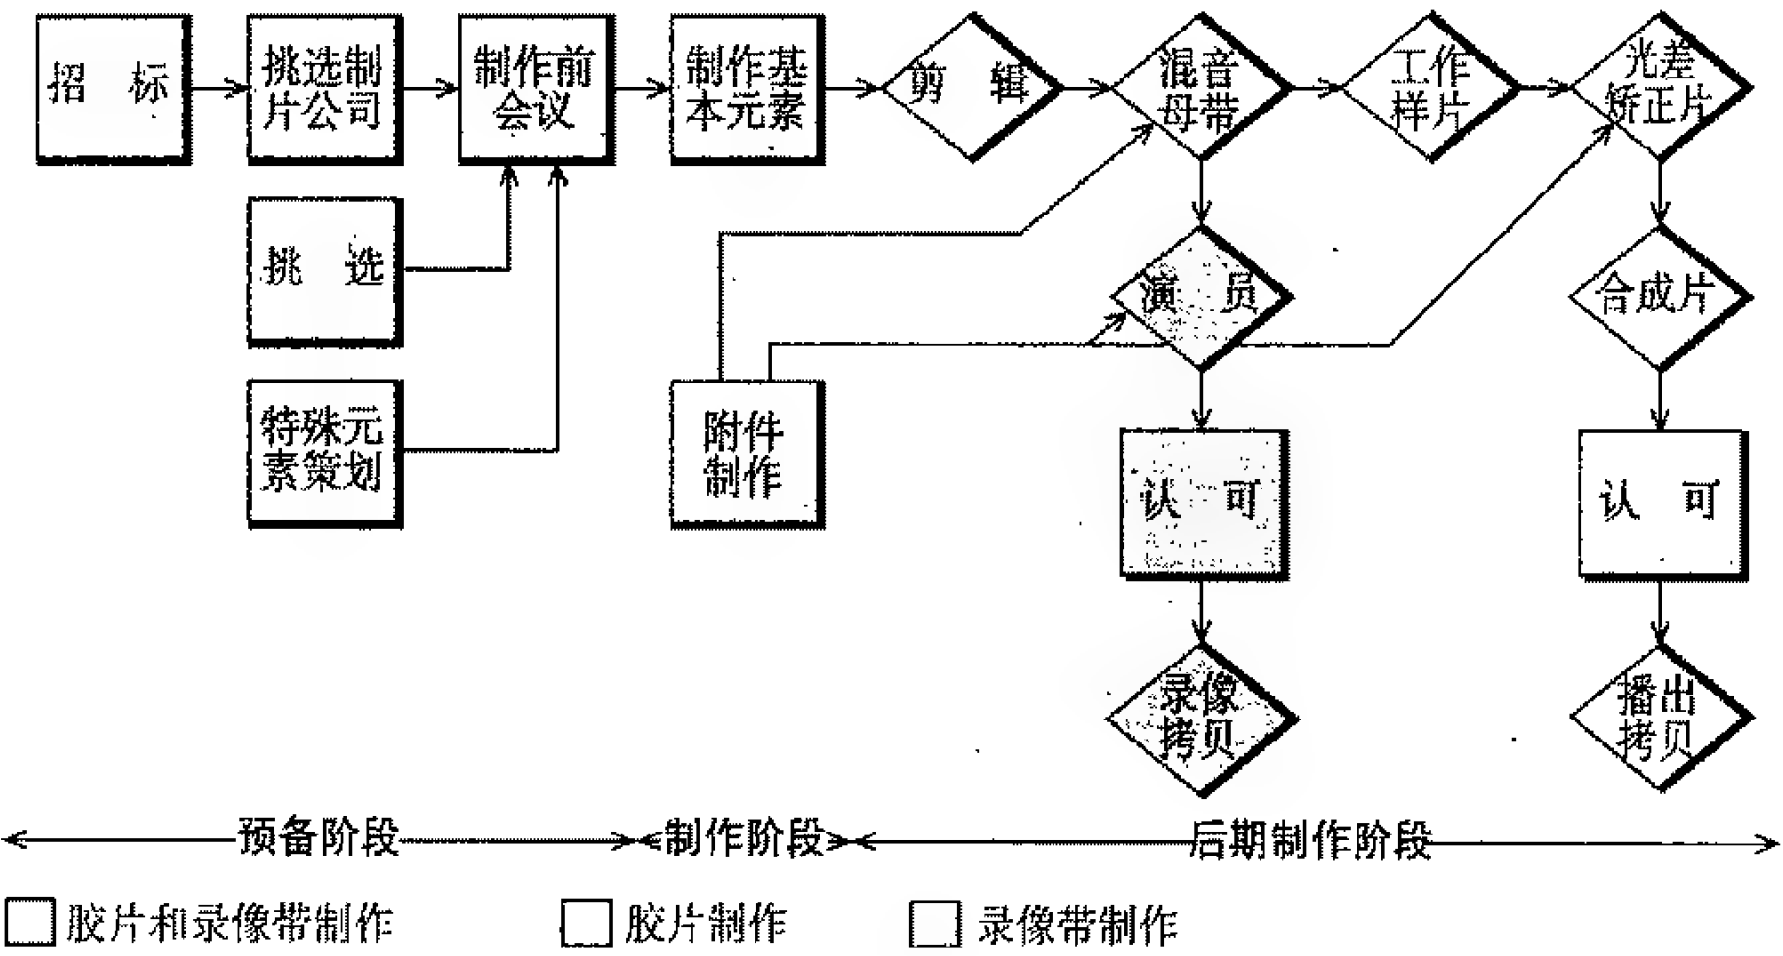 招 标
挑选制
片公司
制作前
会议
制作基
本元素
剪 辑
混音
母带
工作
样片
光差
矫正片
挑 选
演 员
合成片
特殊元
素策划
附件
制作
认 可
认 可
录像
拷贝
播出
拷贝
预备阶段
制作阶段
后期制作阶段
胶片和录像带制作
胶片制作
录像带制作